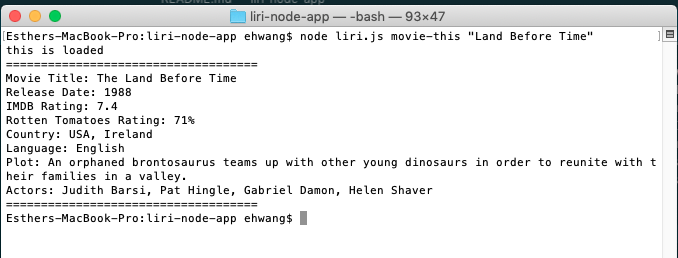 liri-node-app — -bash — 93×47
[Esthers-MacBook-Pro:liri-node-app ehwang$ node liri.js movie-this "Land Before Time" ]
this is loaded
====================================
Movie Title: The Land Before Time
Release Date: 1988
IMDB Rating: 7.4
Rotten Tomatoes Rating: 71%
Country: USA, Ireland
Language: English
Plot: An orphaned brontosaurus teams up with other young dinosaurs in order to reunite with t
heir families in a valley.
Actors: Judith Barsi, Pat Hingle, Gabriel Damon, Helen Shaver
====================================
Esthers-MacBook-Pro:liri-node-app ehwang$